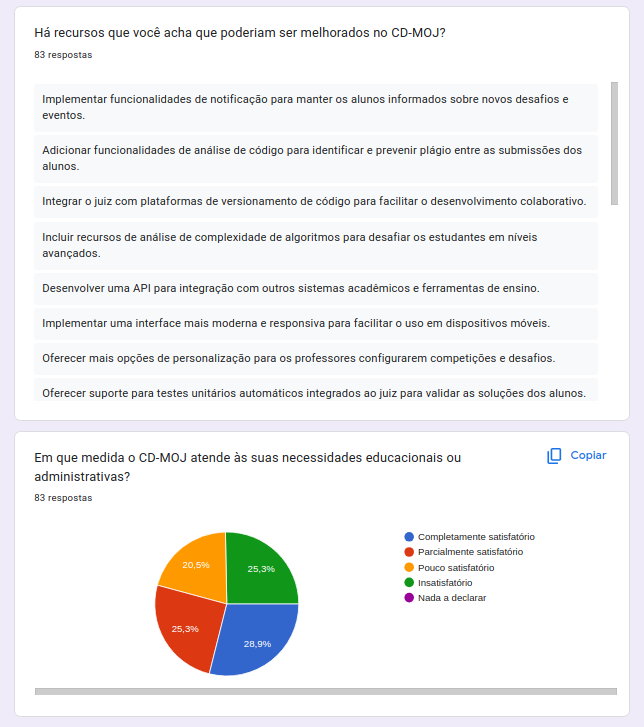 Há recursos que você acha que poderiam ser melhorados no CD-MOJ?
83 respostas
Implementar funcionalidades de notificação para manter os alunos informados sobre novos desafios e
eventos.
Adicionar funcionalidades de análise de código para identificar e prevenir plágio entre as submissões dos
alunos.
Integrar o juiz com plataformas de versionamento de código para facilitar o desenvolvimento colaborativo.
Incluir recursos de análise de complexidade de algoritmos para desafiar os estudantes em níveis
avançados.
Desenvolver uma API para integração com outros sistemas acadêmicos e ferramentas de ensino.
Implementar uma interface mais moderna e responsiva para facilitar o uso em dispositivos móveis.
Oferecer mais opções de personalização para os professores configurarem competições e desafios.
Oferecer suporte para testes unitários automáticos integrados ao juiz para validar as soluções dos alunos.
Em que medida o CD-MOJ atende às suas necessidades educacionais ou
administrativas?
Copiar
83 respostas
Completamente satisfatório
Parcialmente satisfatório
Pouco satisfatório
Insatisfatório
Nada a declarar
20,5%
25,3%
25,3%
28,9%